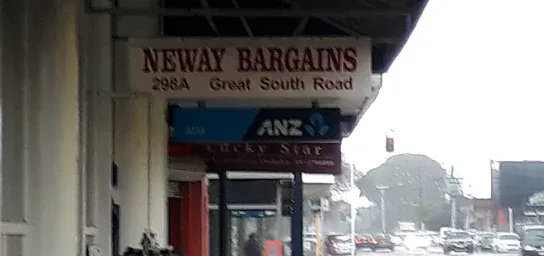 NEWAY BARGAINS
298A Great South Road
ANZ
Lucky Star